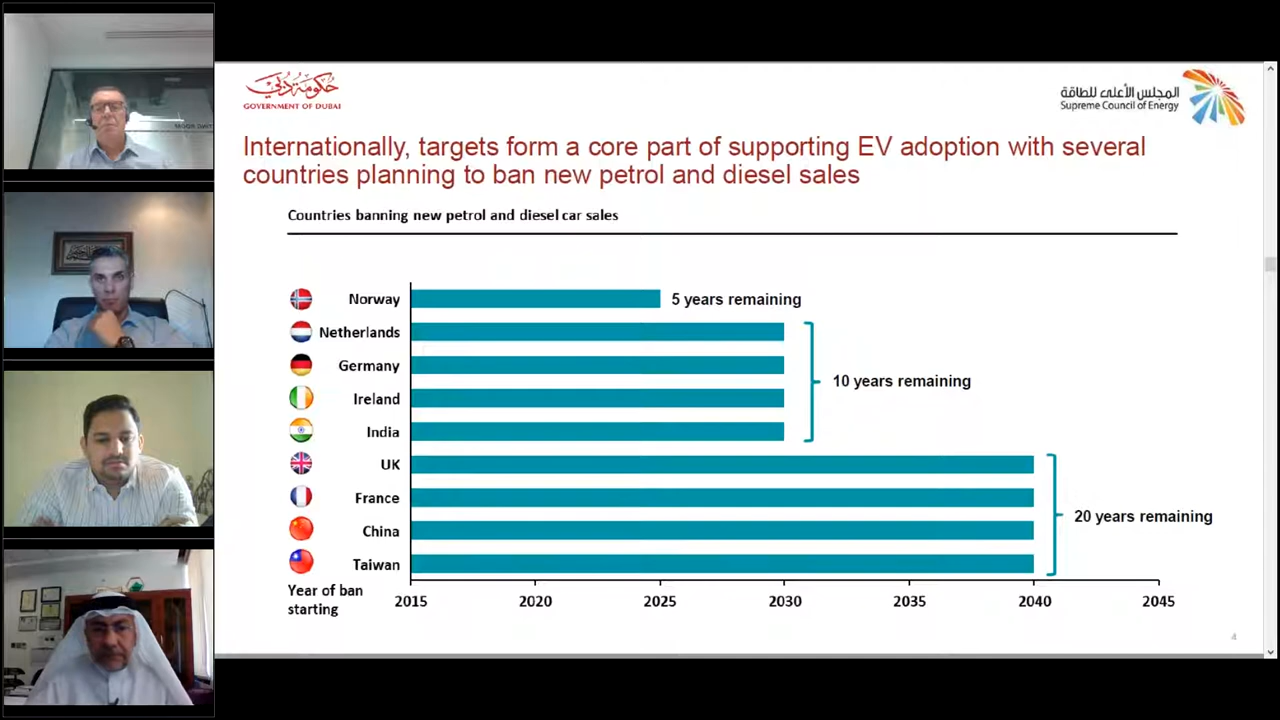 حكومة دبي
GOVERNMENT OF DUBAI
المجلس الأعلى للطاقة
Supreme Council of Energy
Internationally, targets form a core part of supporting EV adoption with several
countries planning to ban new petrol and diesel sales
Countries banning new petrol and diesel car sales
Norway
5 years remaining
Netherlands
Germany
Ireland
India
10 years remaining
UK
France
China
Taiwan
20 years remaining
Year of ban
starting
2015 2020 2025 2030 2035 2040 2045
4